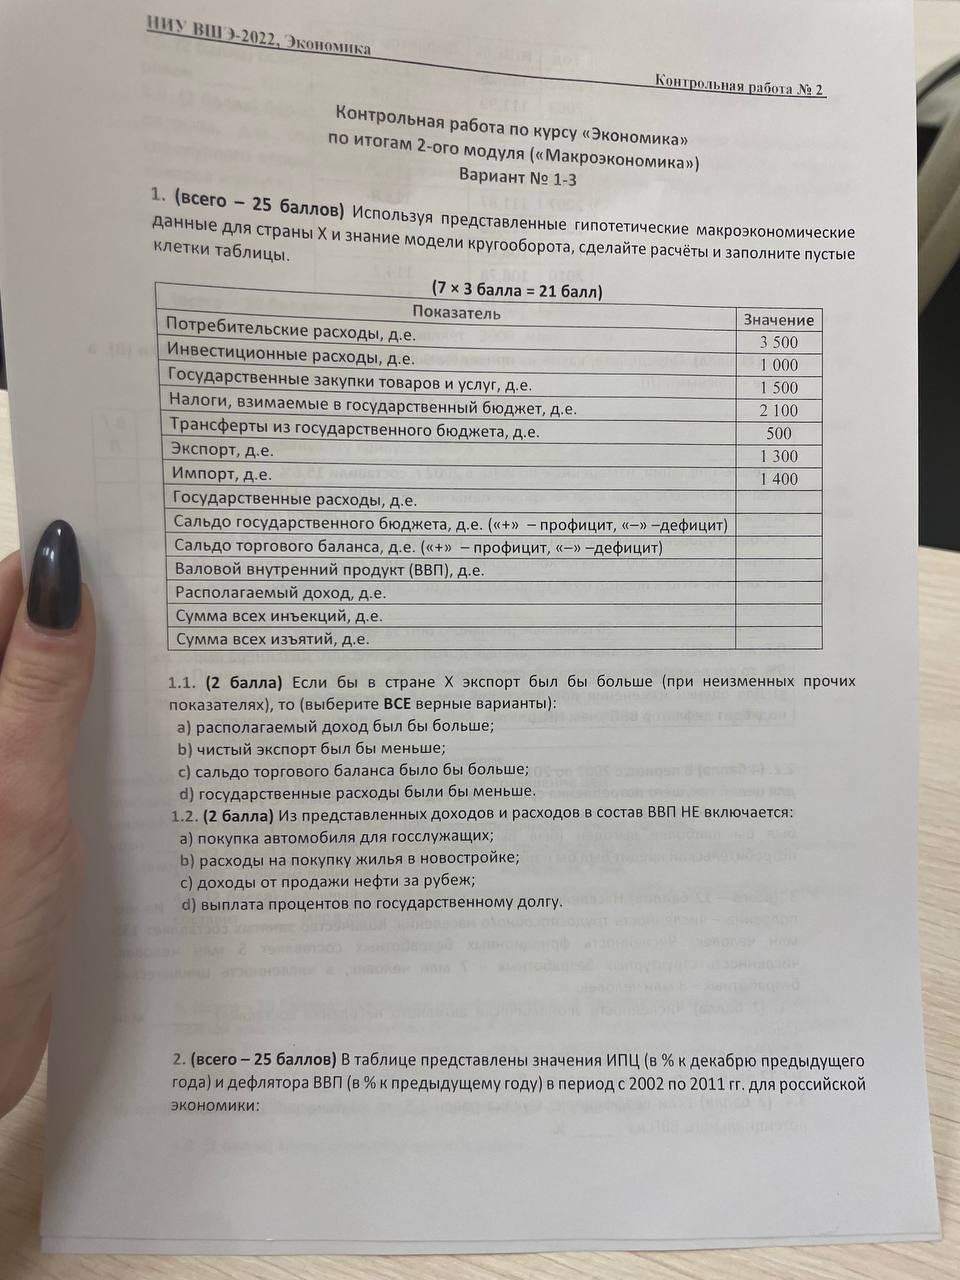 НИУ ВШЭ-2022, Экономика
Контрольная работа № 2
Контрольная работа по курсу «Экономика»
по итогам 2-ого модуля («Макроэкономика»)
Вариант № 1-3
1. (всего – 25 баллов) Используя представленные гипотетические макроэкономические
данные для страны X и знание модели кругооборота, сделайте расчёты и заполните пустые
клетки таблицы.
(7 × 3 балла = 21 балл)
Показатель Значение
Потребительские расходы, д.е. 3 500
Инвестиционные расходы, д.е. 1 000
Государственные закупки товаров и услуг, д.е. 1 500
Налоги, взимаемые в государственный бюджет, д.е. 2 100
Трансферты из государственного бюджета, д.е. 500
Экспорт, д.е. 1 300
Импорт, д.е. 1 400
Государственные расходы, д.е.
Сальдо государственного бюджета, д.е. («+» – профицит, «–» –дефицит)
Сальдо торгового баланса, д.е. («+» – профицит, «–» –дефицит)
Валовой внутренний продукт (ВВП), д.е.
Располагаемый доход, д.е.
Сумма всех инъекций, д.е.
Сумма всех изъятий, д.е.
1.1. (2 балла) Если бы в стране X экспорт был бы больше (при неизменных прочих
показателях), то (выберите ВСЕ верные варианты):
a) располагаемый доход был бы больше;
b) чистый экспорт был бы меньше;
c) сальдо торгового баланса было бы больше;
d) государственные расходы были бы меньше.
1.2. (2 балла) Из представленных доходов и расходов в состав ВВП НЕ включается:
a) покупка автомобиля для госслужащих;
b) расходы на покупку жилья в новостройке;
c) доходы от продажи нефти за рубеж;
d) выплата процентов по государственному долгу.
2. (всего – 25 баллов) В таблице представлены значения ИПЦ (в % к декабрю предыдущего
года) и дефлятора ВВП (в % к предыдущему году) в период с 2002 по 2011 гг. для российской
экономики: